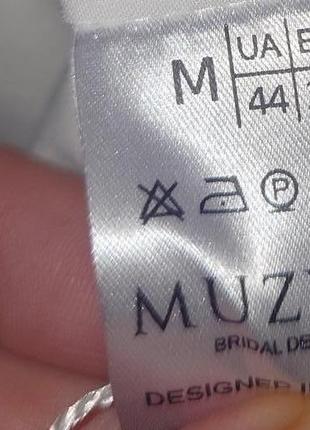 M UA
44
P
MUZ
BRIDAL DE
DESIGNER